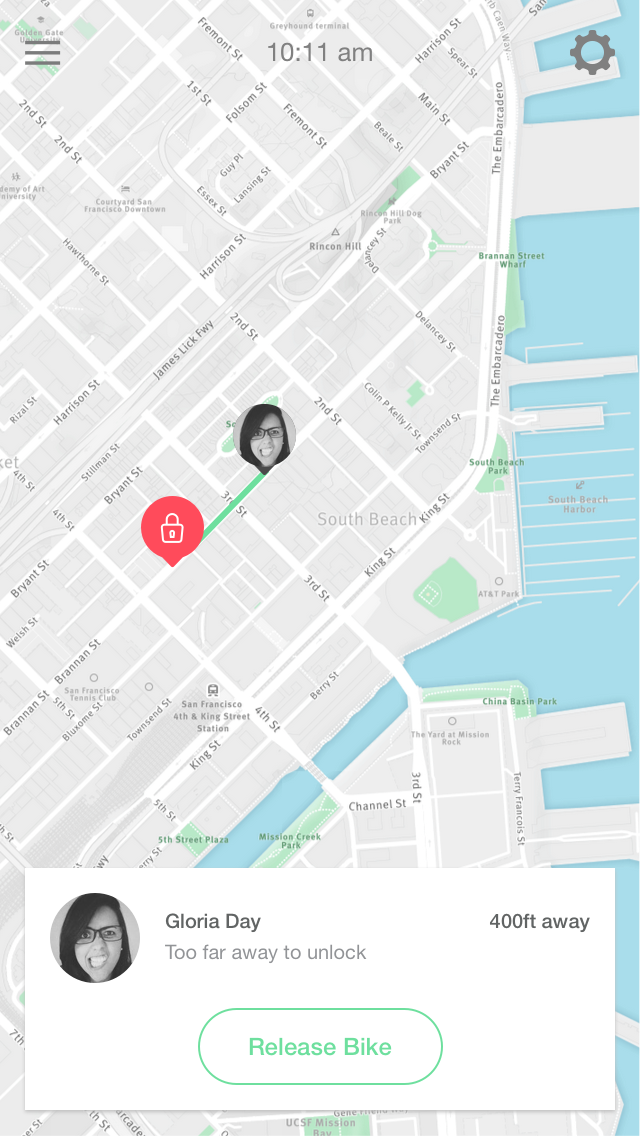 Greyhound terminal
Golden Gate
University
10:11 am
Fremont St
Harrison St
San
Spear St
1st St
Folsom St
Main St
Fremont St
2nd St
2nd St
Beale St
The Embarcadero
Bryant St
Guy Pl
Lansing St
Essex St
demy of Art
University
Courtyard San
Francisco Downtown
Rincon Hill Dog
Park
Rincon Hill
Delancey St
Harrison St
Hawthorne St
Brannan Street
Wharf
2nd St
James Lick Fwy
Delancey St
The Embarcadero
Harrison St
Rizal St
Colin P Kelly Jr St
2nd St
Townsend St
Stillman St
ket
4th St
Bryant St
South Beach
Park
South Beach
Harbor
3rd St
4th St
South Beach
King St
King St
Bryant St
3rd St
AT&T Park
Welsh St
Brannan St
San Francisco
Tennis Club
Berry St
San Francisco
4th & King Street
Station
Brannan St
5th St
Bluxome St
Townsend St
4th St
King St
China Basin Park
The Yard at Mission
Rock
3rd St
Terry Francois St
Channel St
5th St
5th Street Plaza
Mission Creek
Park
Gloria Day
400ft away
Too far away to unlock
Release Bike
7th
Gene Friend Way
UCSF Mission
Bay